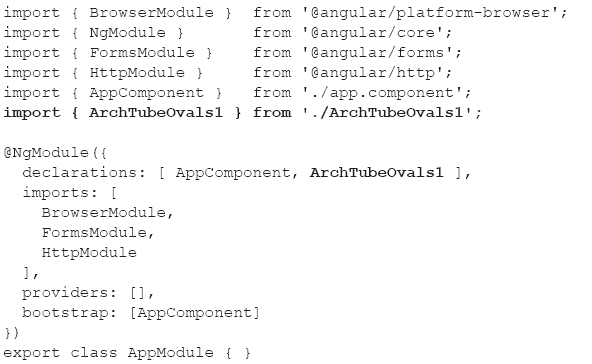 import { BrowserModule }  from '@angular/platform-browser';
import { NgModule }       from '@angular/core';
import { FormsModule }    from '@angular/forms';
import { HttpModule }     from '@angular/http';
import { AppComponent }   from './app.component';
import { ArchTubeOvals1 } from './ArchTubeOvals1';

@NgModule({
  declarations: [ AppComponent, ArchTubeOvals1 ],
  imports: [
    BrowserModule,
    FormsModule,
    HttpModule
  ],
  providers: [],
  bootstrap: [AppComponent]
})
export class AppModule { }